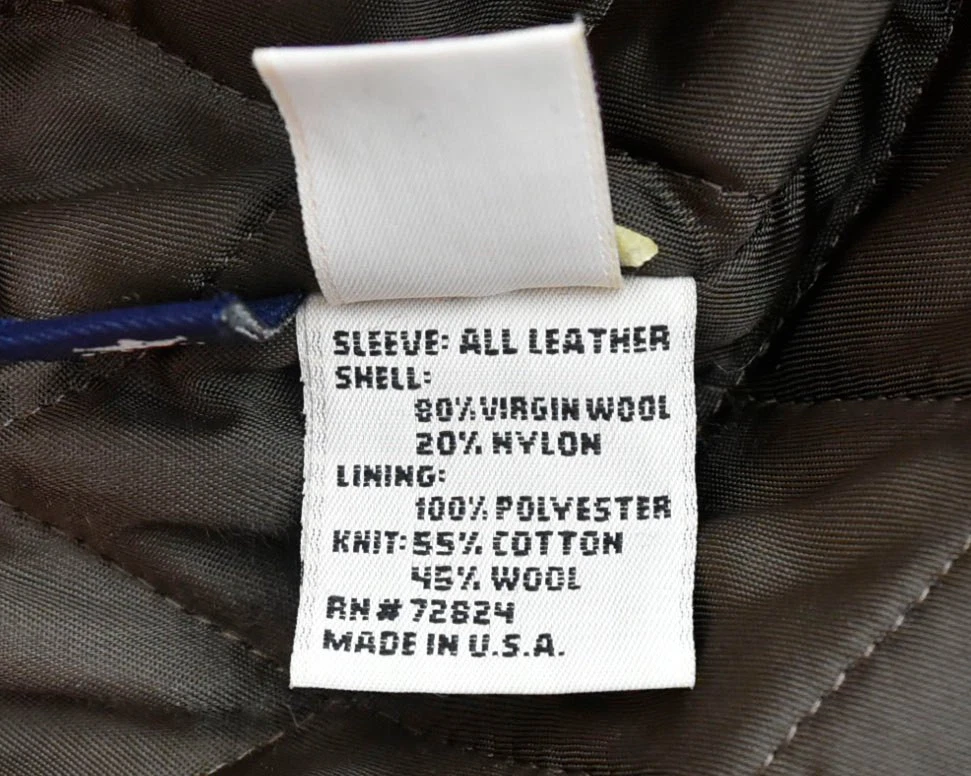 SLEEVE: ALL LEATHER
SHELL:
80% VIRGIN WOOL
20% NYLON
LINING:
100% POLYESTER
KNIT: 55% COTTON
45% WOOL
RN # 72824
MADE IN U.S.A.